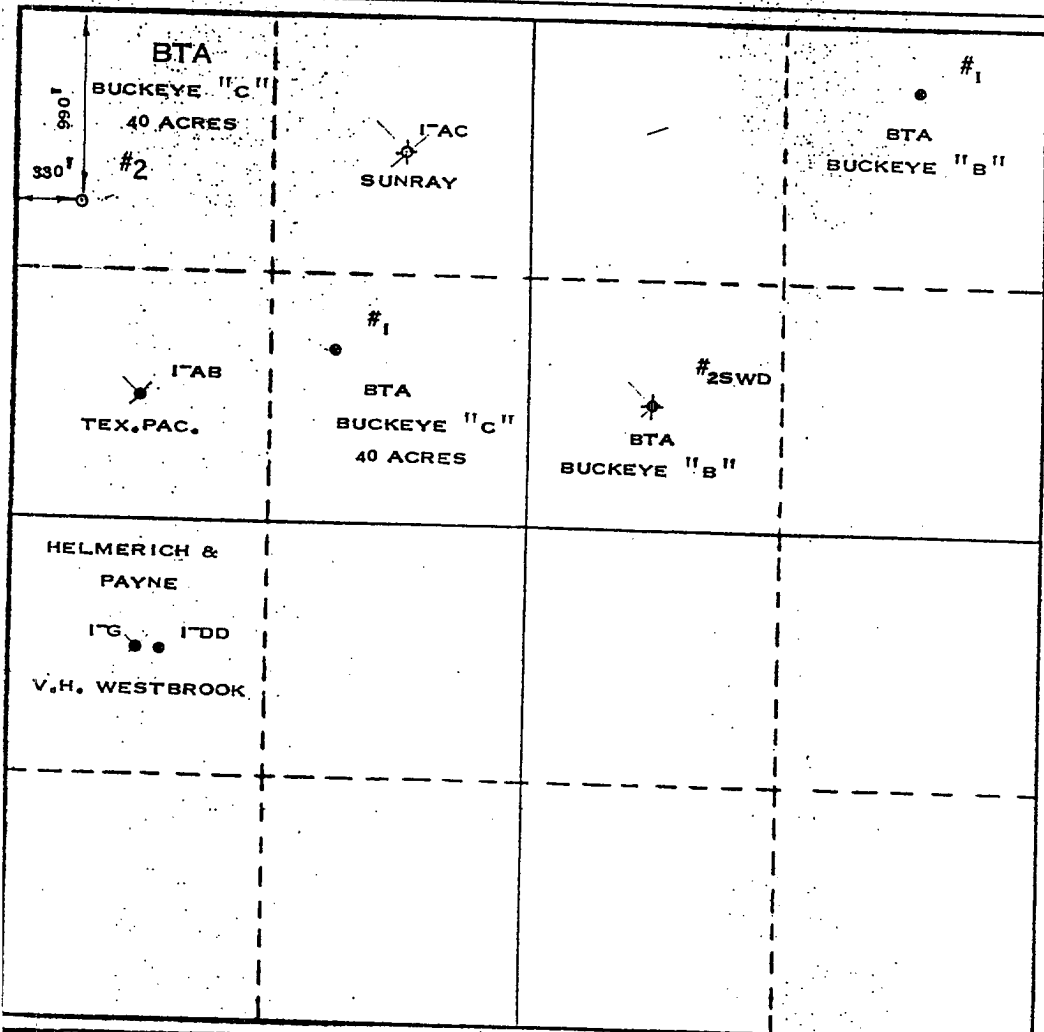 BTA
BUCKEYE "C"
40 ACRES
990'
330'
#2
1-AC
SUNRAY
#1
BTA
BUCKEYE "B"
1-AB
TEX.PAC.
#1
BTA
BUCKEYE "C"
40 ACRES
#2SWD
BTA
BUCKEYE "B"
HELMERICH &
PAYNE
1-G
1-DD
V.H. WESTBROOK